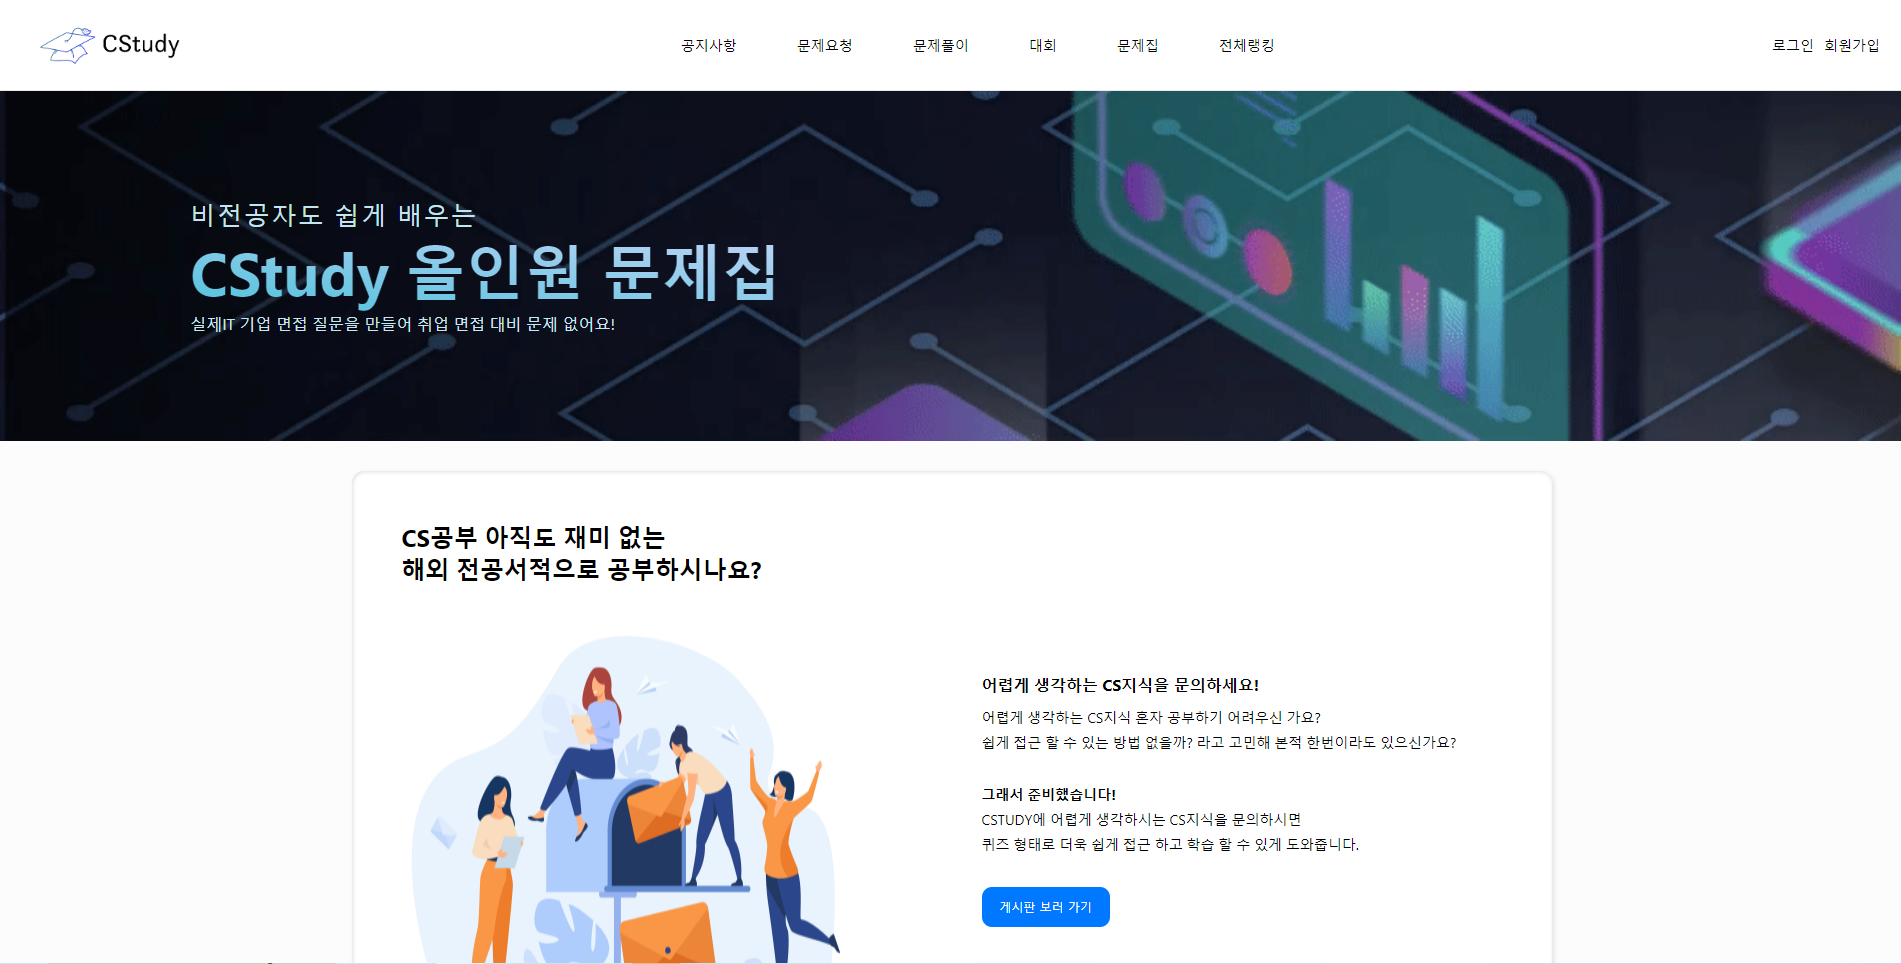 CStudy
공지사항 문제요청 문제풀이 대회 문제집 전체랭킹
로그인 회원가입
비전공자도 쉽게 배우는
CStudy 올인원 문제집
실제IT 기업 면접 질문을 만들어 취업 면접 대비 문제 없어요!
CS공부 아직도 재미 없는
해외 전공서적으로 공부하시나요?
어렵게 생각하는 CS지식을 문의하세요!
어렵게 생각하는 CS지식 혼자 공부하기 어려우신 가요?
쉽게 접근 할 수 있는 방법 없을까? 라고 고민해 본적 한번이라도 있으신가요?
그래서 준비했습니다!
CSTUDY에 어렵게 생각하시는 CS지식을 문의하시면
퀴즈 형태로 더욱 쉽게 접근 하고 학습 할 수 있게 도와줍니다.
게시판 보러 가기